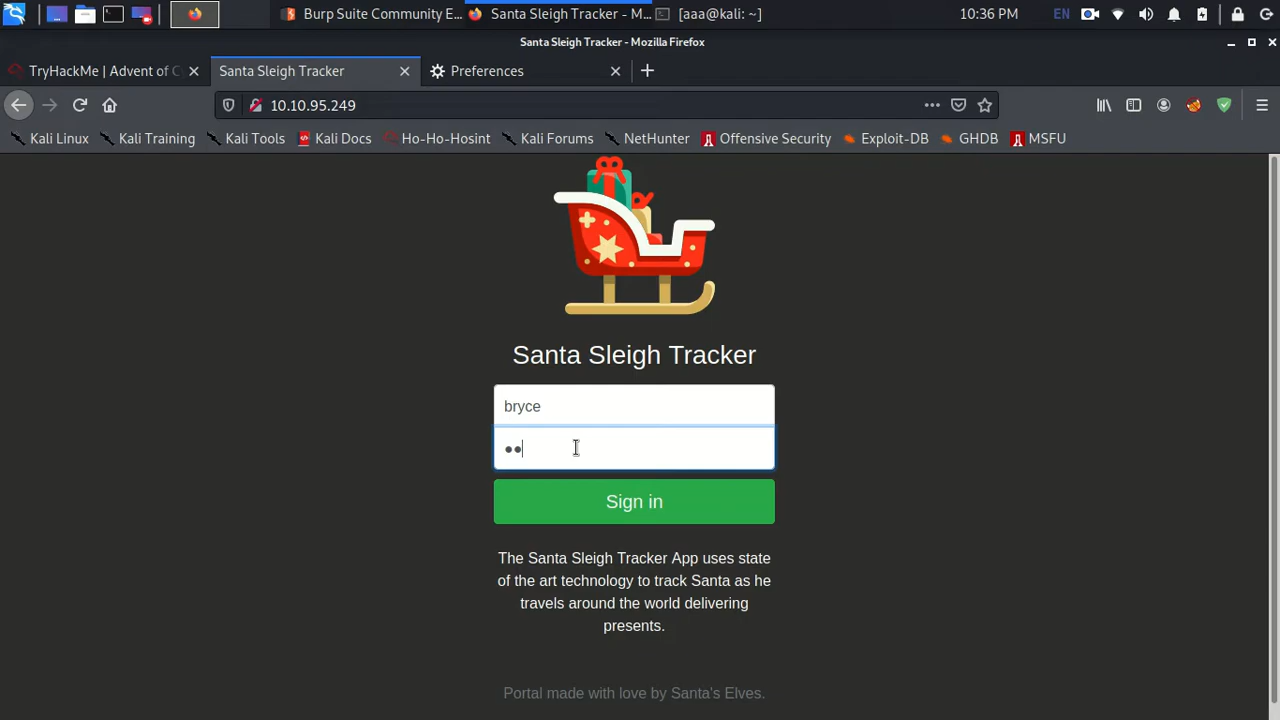 Burp Suite Community E...
Santa Sleigh Tracker - M...
[aaa@kali: ~]
10:36 PM
EN
Santa Sleigh Tracker - Mozilla Firefox
TryHackMe | Advent of Cy
Santa Sleigh Tracker
Preferences
10.10.95.249
Kali Linux
Kali Training
Kali Tools
Kali Docs
Ho-Ho-Hosint
Kali Forums
NetHunter
Offensive Security
Exploit-DB
GHDB
MSFU
Santa Sleigh Tracker
bryce
••
Sign in
The Santa Sleigh Tracker App uses state
of the art technology to track Santa as he
travels around the world delivering
presents.
Portal made with love by Santa's Elves.